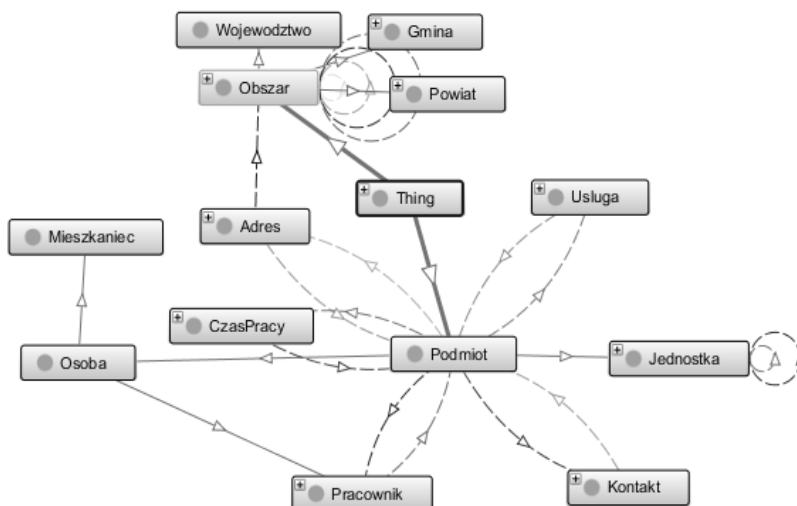 Wojewodztwo
Gmina
Obszar
Powiat
Thing
Usluga
Mieszkaniec
Adres
CzasPracy
Osoba
Podmiot
Jednostka
Pracownik
Kontakt